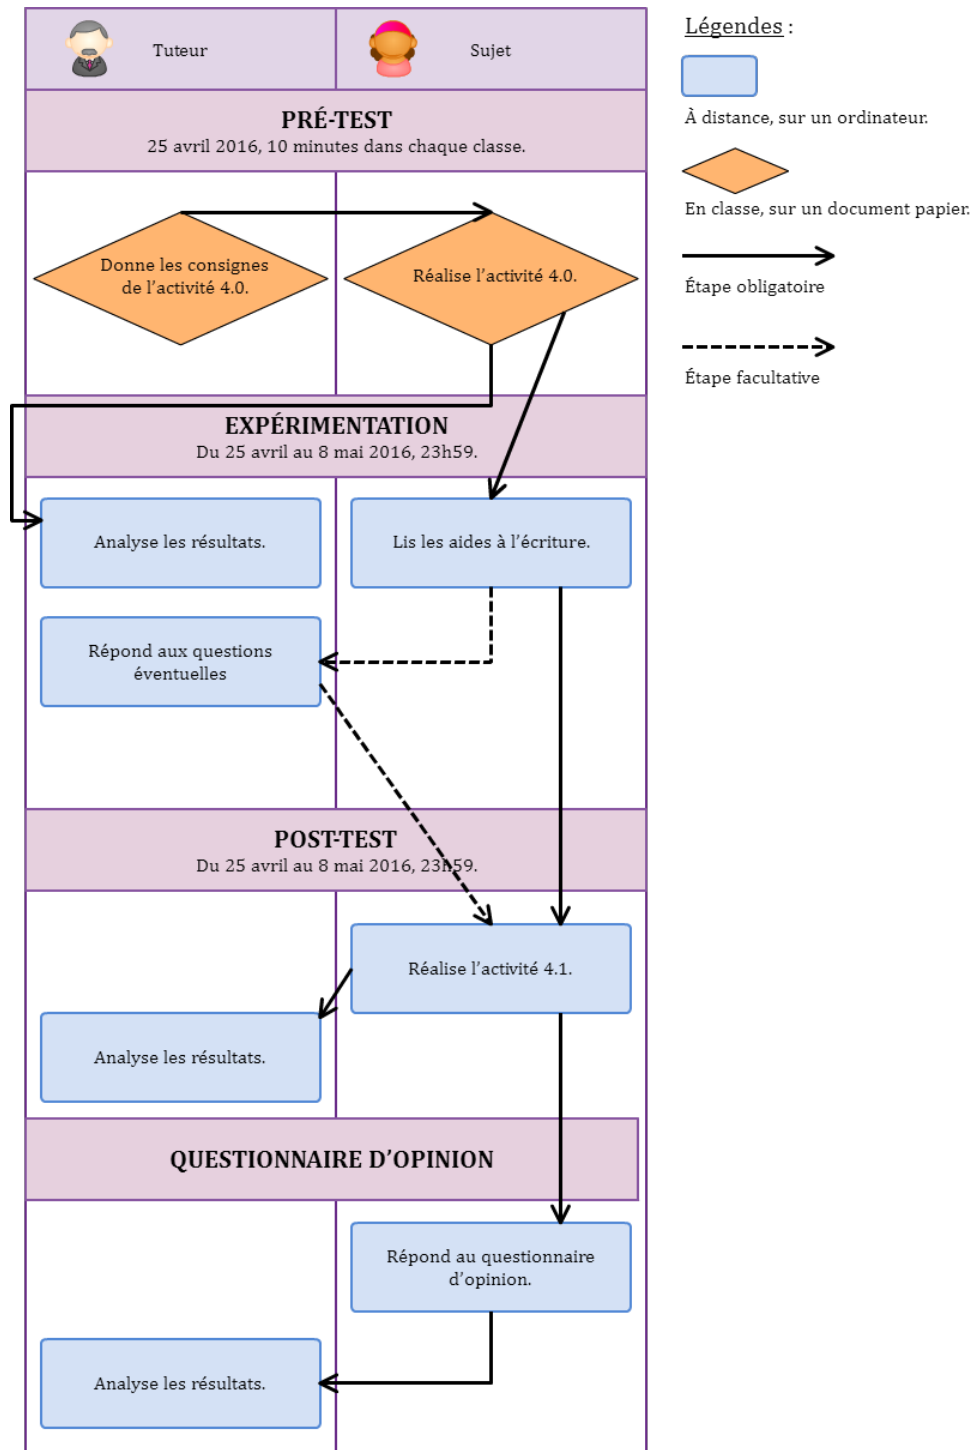 Tuteur
Sujet
PRÉ-TEST
25 avril 2016, 10 minutes dans chaque classe.
Donne les consignes
de l’activité 4.0.
Réalise l’activité 4.0.
EXPÉRIMENTATION
Du 25 avril au 8 mai 2016, 23h59.
Analyse les résultats.
Lis les aides à l’écriture.
Répond aux questions
éventuelles
POST-TEST
Du 25 avril au 8 mai 2016, 23h59.
Réalise l’activité 4.1.
Analyse les résultats.
QUESTIONNAIRE D’OPINION
Répond au questionnaire
d’opinion.
Analyse les résultats.
Légendes :
À distance, sur un ordinateur.
En classe, sur un document papier.
Étape obligatoire
Étape facultative